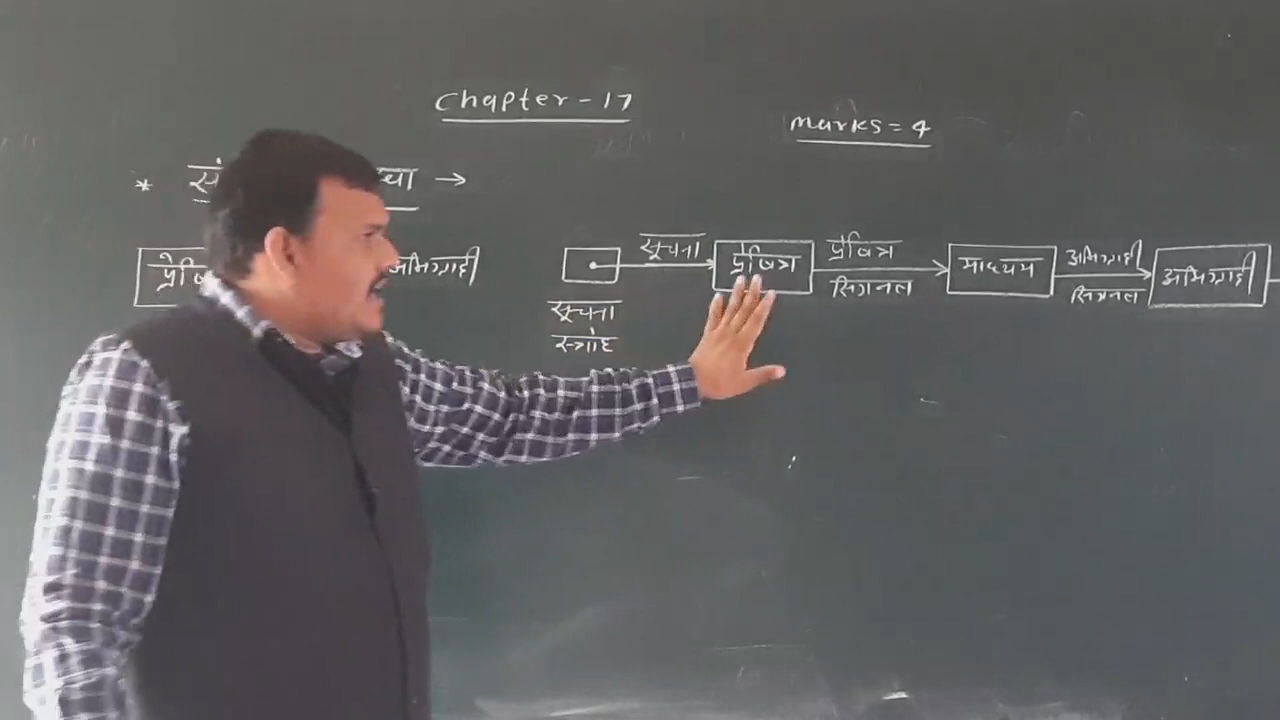 Chapter-17
Marks = 4
* →
अभिग्राही
सूचना
स्त्रोत
सूचना
प्रेषित्र
प्रेषित्र
सिग्नल
माध्यम
अभिग्राही
सिग्नल
अभिग्राही